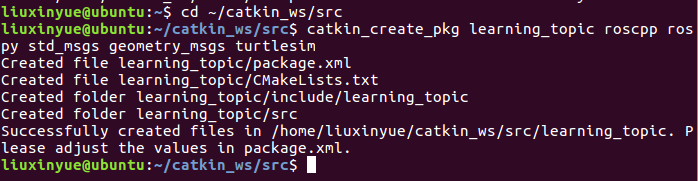 liuxinyue@ubuntu:~$ cd ~/catkin_ws/src
liuxinyue@ubuntu:~/catkin_ws/src$ catkin_create_pkg learning_topic roscpp ros
py std_msgs geometry_msgs turtlesim
Created file learning_topic/package.xml
Created file learning_topic/CMakeLists.txt
Created folder learning_topic/include/learning_topic
Created folder learning_topic/src
Successfully created files in /home/liuxinyue/catkin_ws/src/learning_topic. P
lease adjust the values in package.xml.
liuxinyue@ubuntu:~/catkin_ws/src$